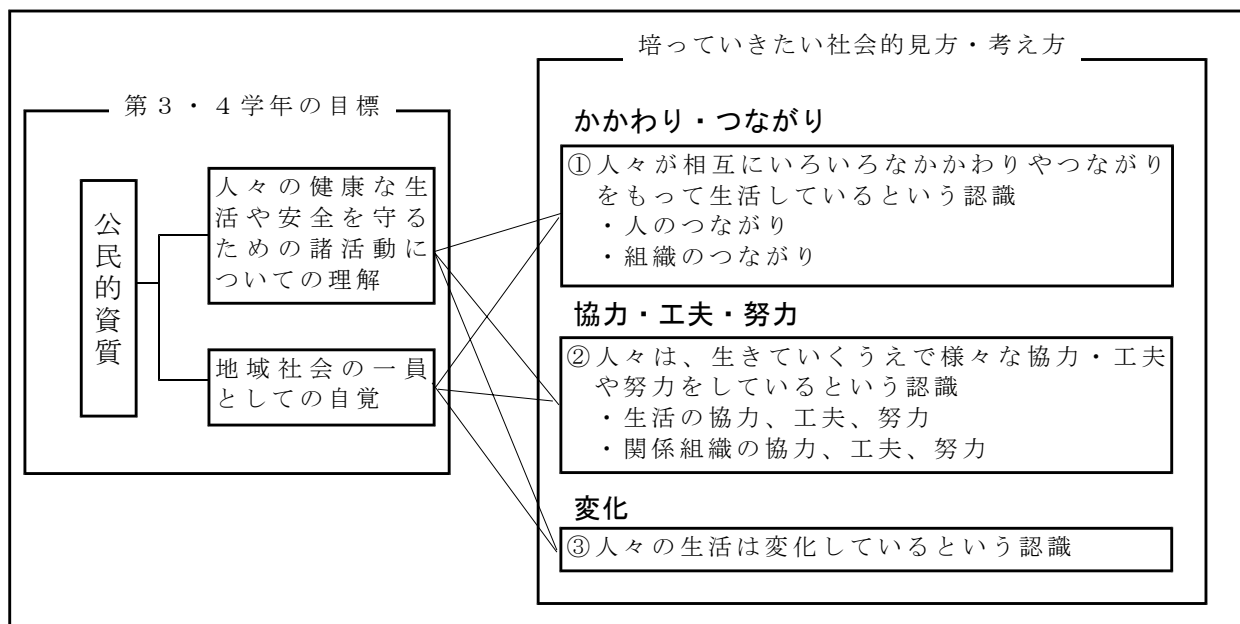 培っていきたい社会的見方・考え方
第３・４学年の目標
公民的資質
人々の健康な生
活や安全を守る
ための諸活動に
ついての理解
地域社会の一員
としての自覚
かかわり・つながり
①人々が相互にいろいろなかかわりやつながり
をもって生活しているという認識
・人のつながり
・組織のつながり
協力・工夫・努力
②人々は、生きていくうえで様々な協力・工夫
や努力をしているという認識
・生活の協力、工夫、努力
・関係組織の協力、工夫、努力
変化
③人々の生活は変化しているという認識